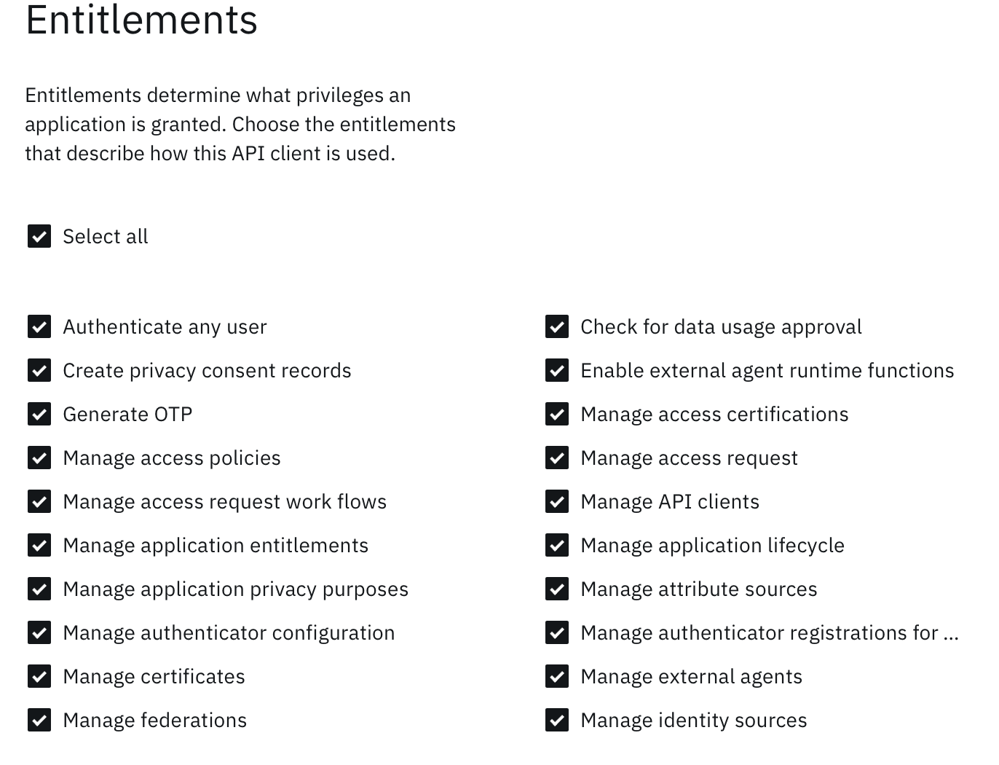 Entitlements
Entitlements determine what privileges an
application is granted. Choose the entitlements
that describe how this API client is used.
Select all
Authenticate any user
Check for data usage approval
Create privacy consent records
Enable external agent runtime functions
Generate OTP
Manage access certifications
Manage access policies
Manage access request
Manage access request work flows
Manage API clients
Manage application entitlements
Manage application lifecycle
Manage application privacy purposes
Manage attribute sources
Manage authenticator configuration
Manage authenticator registrations for ...
Manage certificates
Manage external agents
Manage federations
Manage identity sources